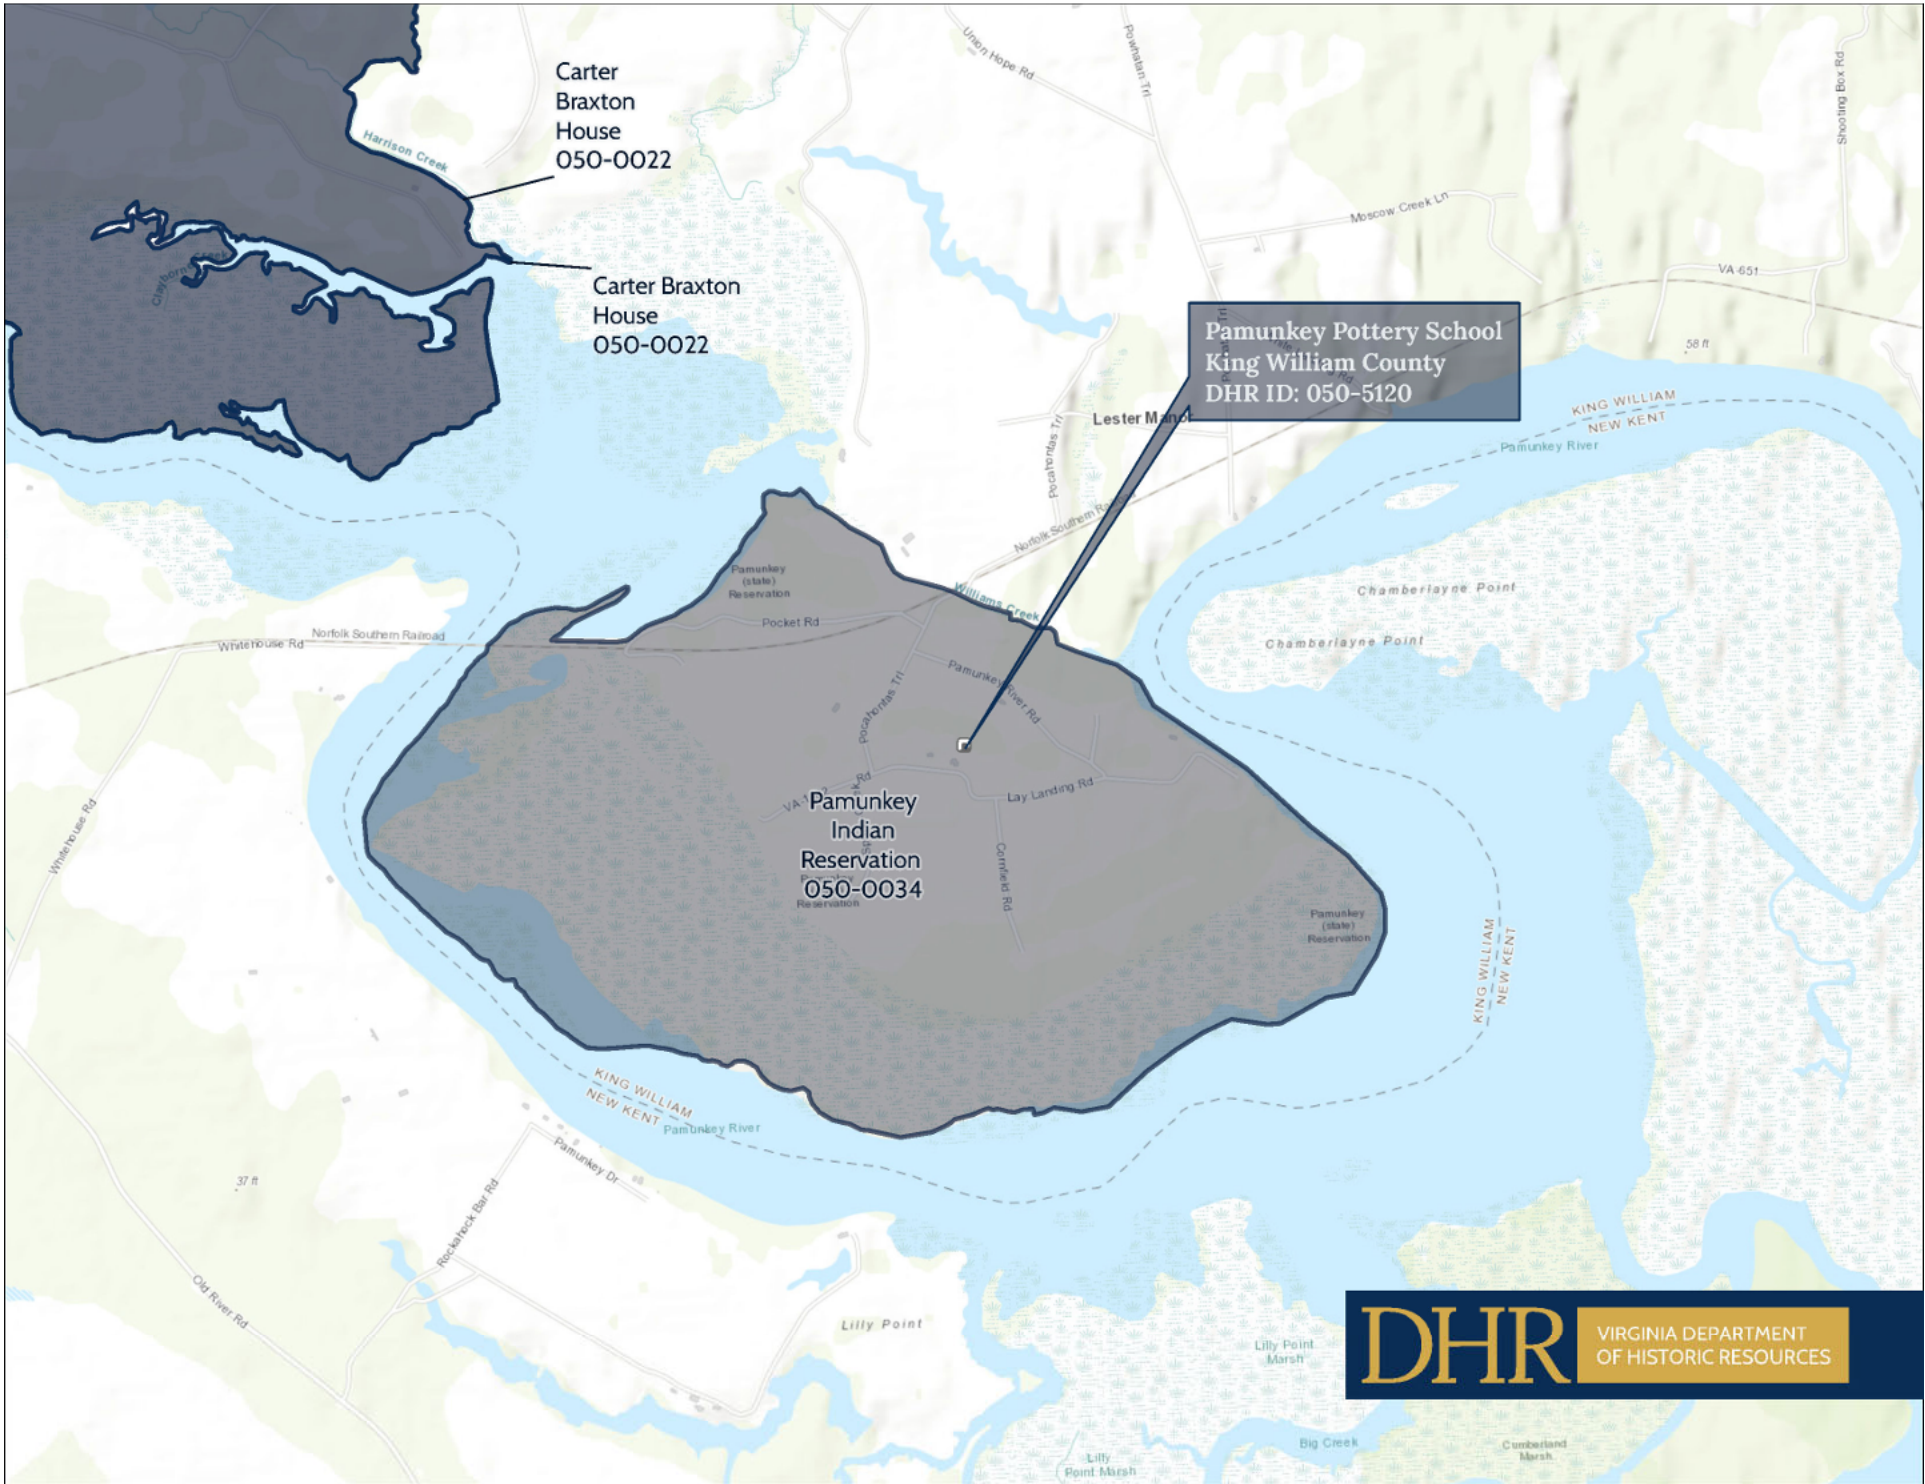 Union Hope Rd
Powhatan Trl
Shooting Box Rd
Carter
Braxton
House
050-0022
Harrison Creek
Moscow Creek Ln
VA-651
Carter Braxton
House
050-0022
Pamunkey Pottery School
King William County
DHR ID: 050-5120
58 ft
KING WILLIAM
NEW KENT
Pamunkey River
Lester Manor
Pocahontas Trl
Norfolk Southern Railroad
Chamberlayne Point
Chamberlayne Point
Pamunkey
(state)
Reservation
Williams Creek
Pocket Rd
Norfolk Southern Railroad
Whitehouse Rd
Pamunkey River Rd
Pocahontas Trl
Lay Landing Rd
Whitehouse Rd
Pamunkey
Indian
Reservation
050-0034
Reservation
Cornfield Rd
Pamunkey
(state)
Reservation
KING WILLIAM
NEW KENT
KING WILLIAM
NEW KENT
Pamunkey River
Pamunkey Dr
37 ft
Rockahock Bar Rd
Old River Rd
Lilly Point
Lilly Point
Marsh
DHR
VIRGINIA DEPARTMENT
OF HISTORIC RESOURCES
Big Creek
Cumberland
Marsh
Lilly
Point Marsh